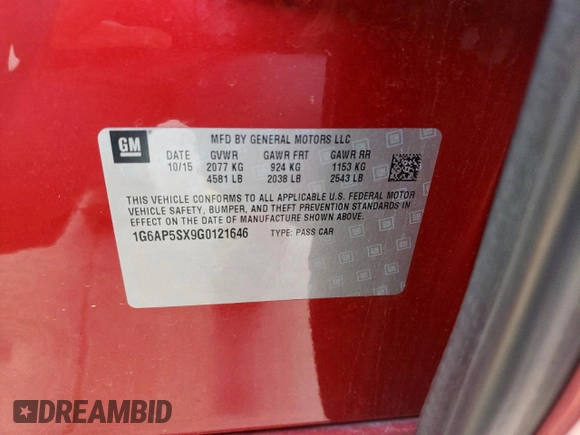 GM
MFD BY GENERAL MOTORS LLC
DATE GVWR GAWR FRT GAWR RR
10/15 2077 KG 924 KG 1153 KG
4581 LB 2038 LB 2543 LB
THIS VEHICLE CONFORMS TO ALL APPLICABLE U.S. FEDERAL MOTOR
VEHICLE SAFETY, BUMPER, AND THEFT PREVENTION STANDARDS IN
EFFECT ON THE DATE OF MANUFACTURE SHOWN ABOVE.
1G6AP5SX9G0121646 TYPE: PASS CAR
DREAMBID